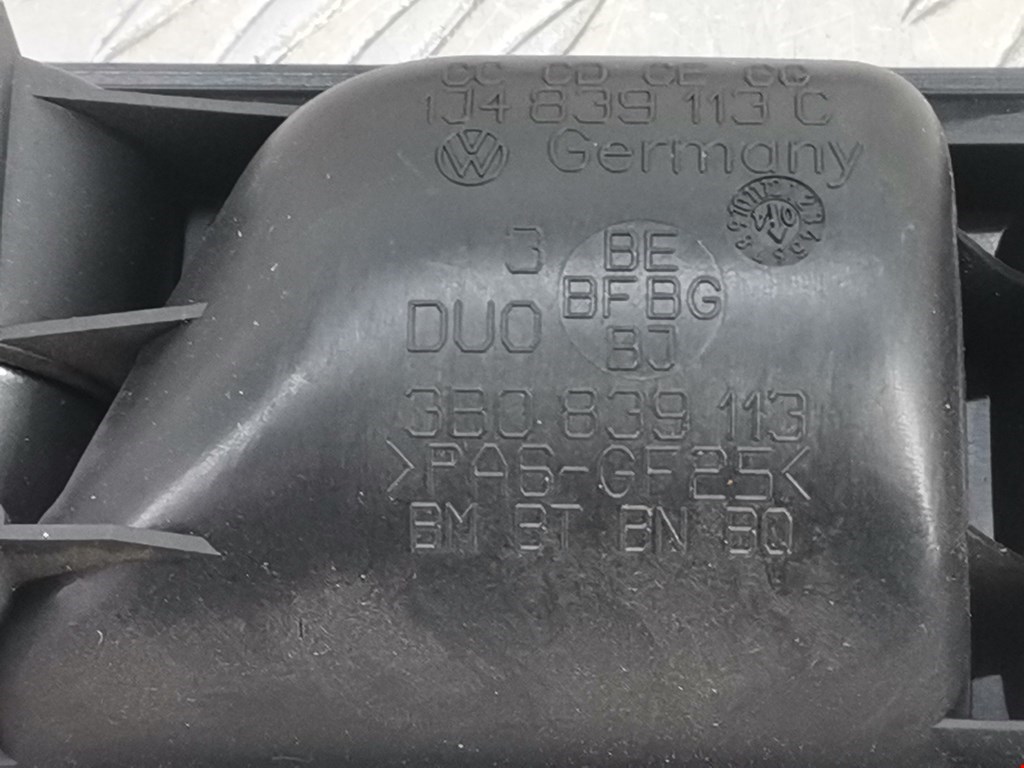 CC CD CE CG
1J4 839 113 C
VW Germany
3 BE
BF BG
DUO
BJ
3B0 839 113
>PA6-GF25<
BM BT BN BQ